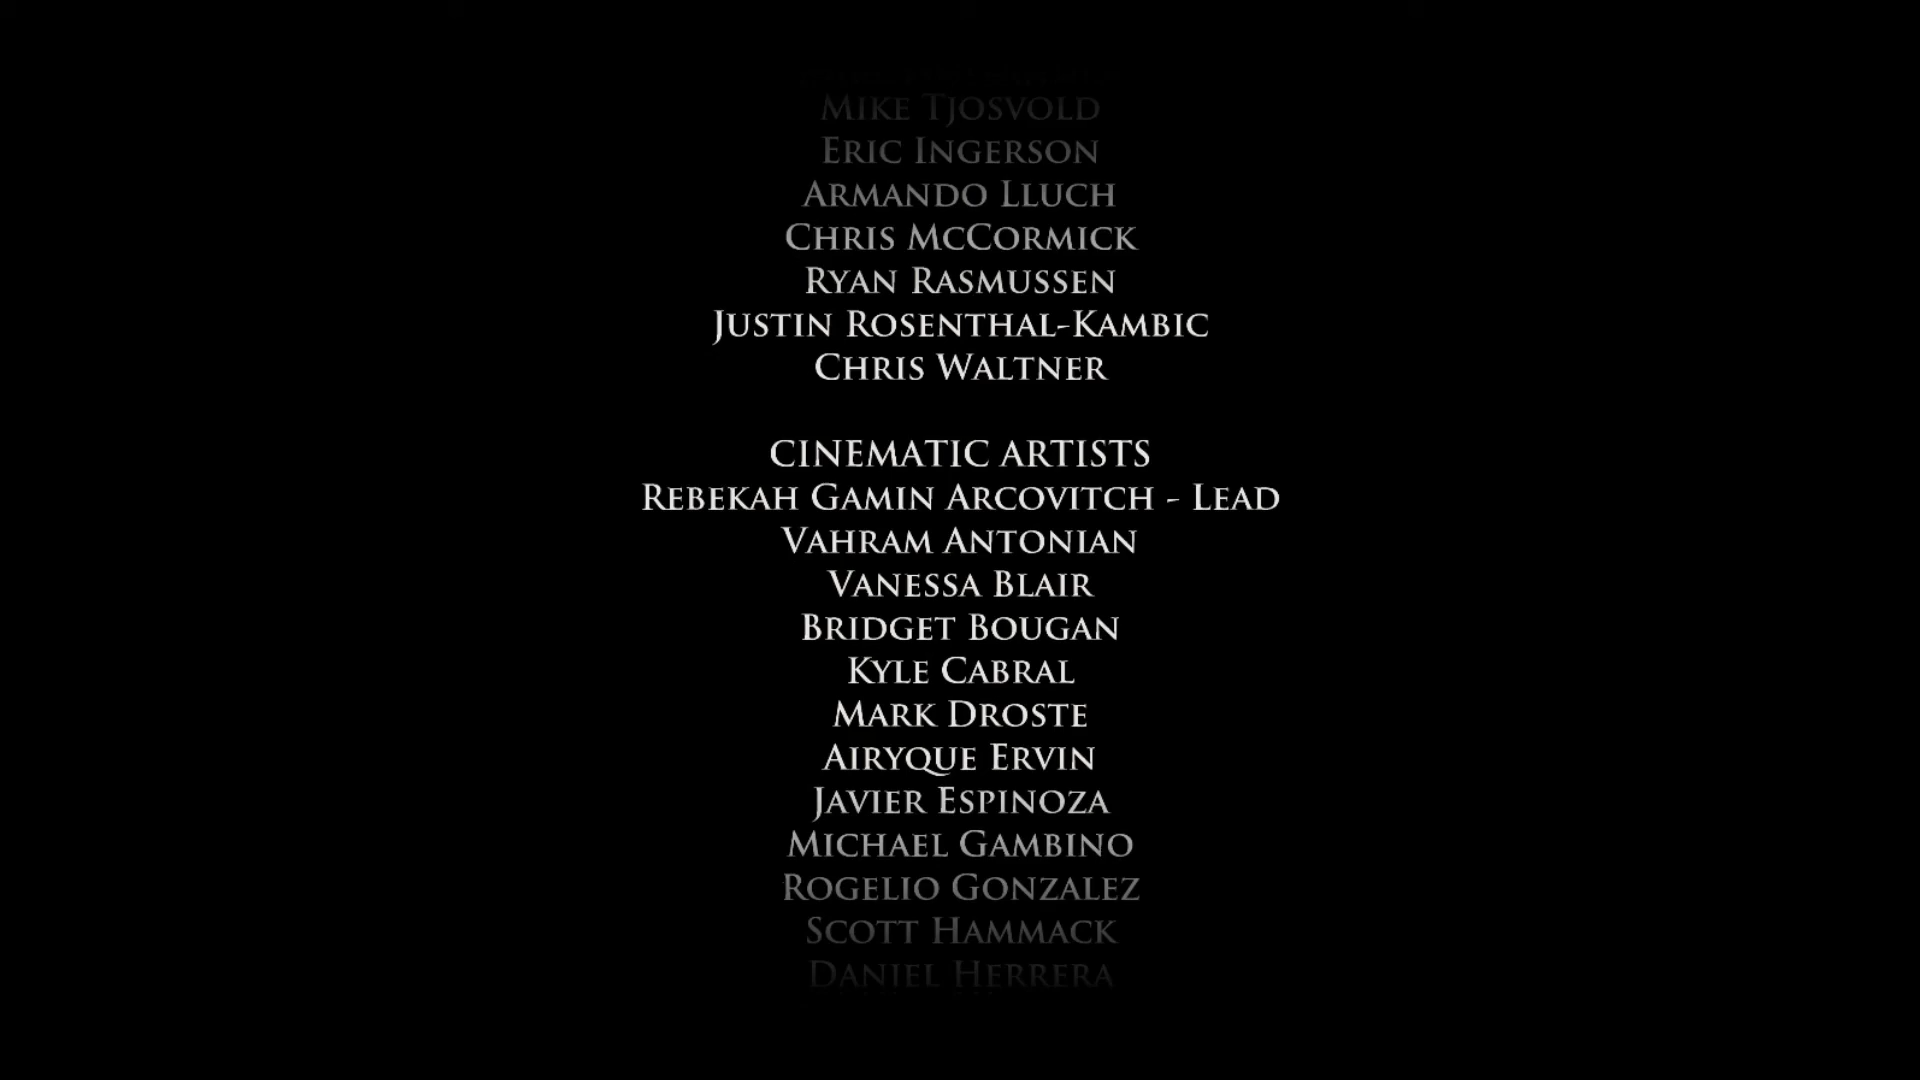 Mike Tjosvold
Eric Ingerson
Armando Lluch
Chris McCormick
Ryan Rasmussen
Justin Rosenthal-Kambic
Chris Waltner
CINEMATIC ARTISTS
Rebekah Gamin Arcovitch - Lead
Vahram Antonian
Vanessa Blair
Bridget Bougan
Kyle Cabral
Mark Droste
Airyque Ervin
Javier Espinoza
Michael Gambino
Rogelio Gonzalez
Scott Hammack
Daniel Herrera